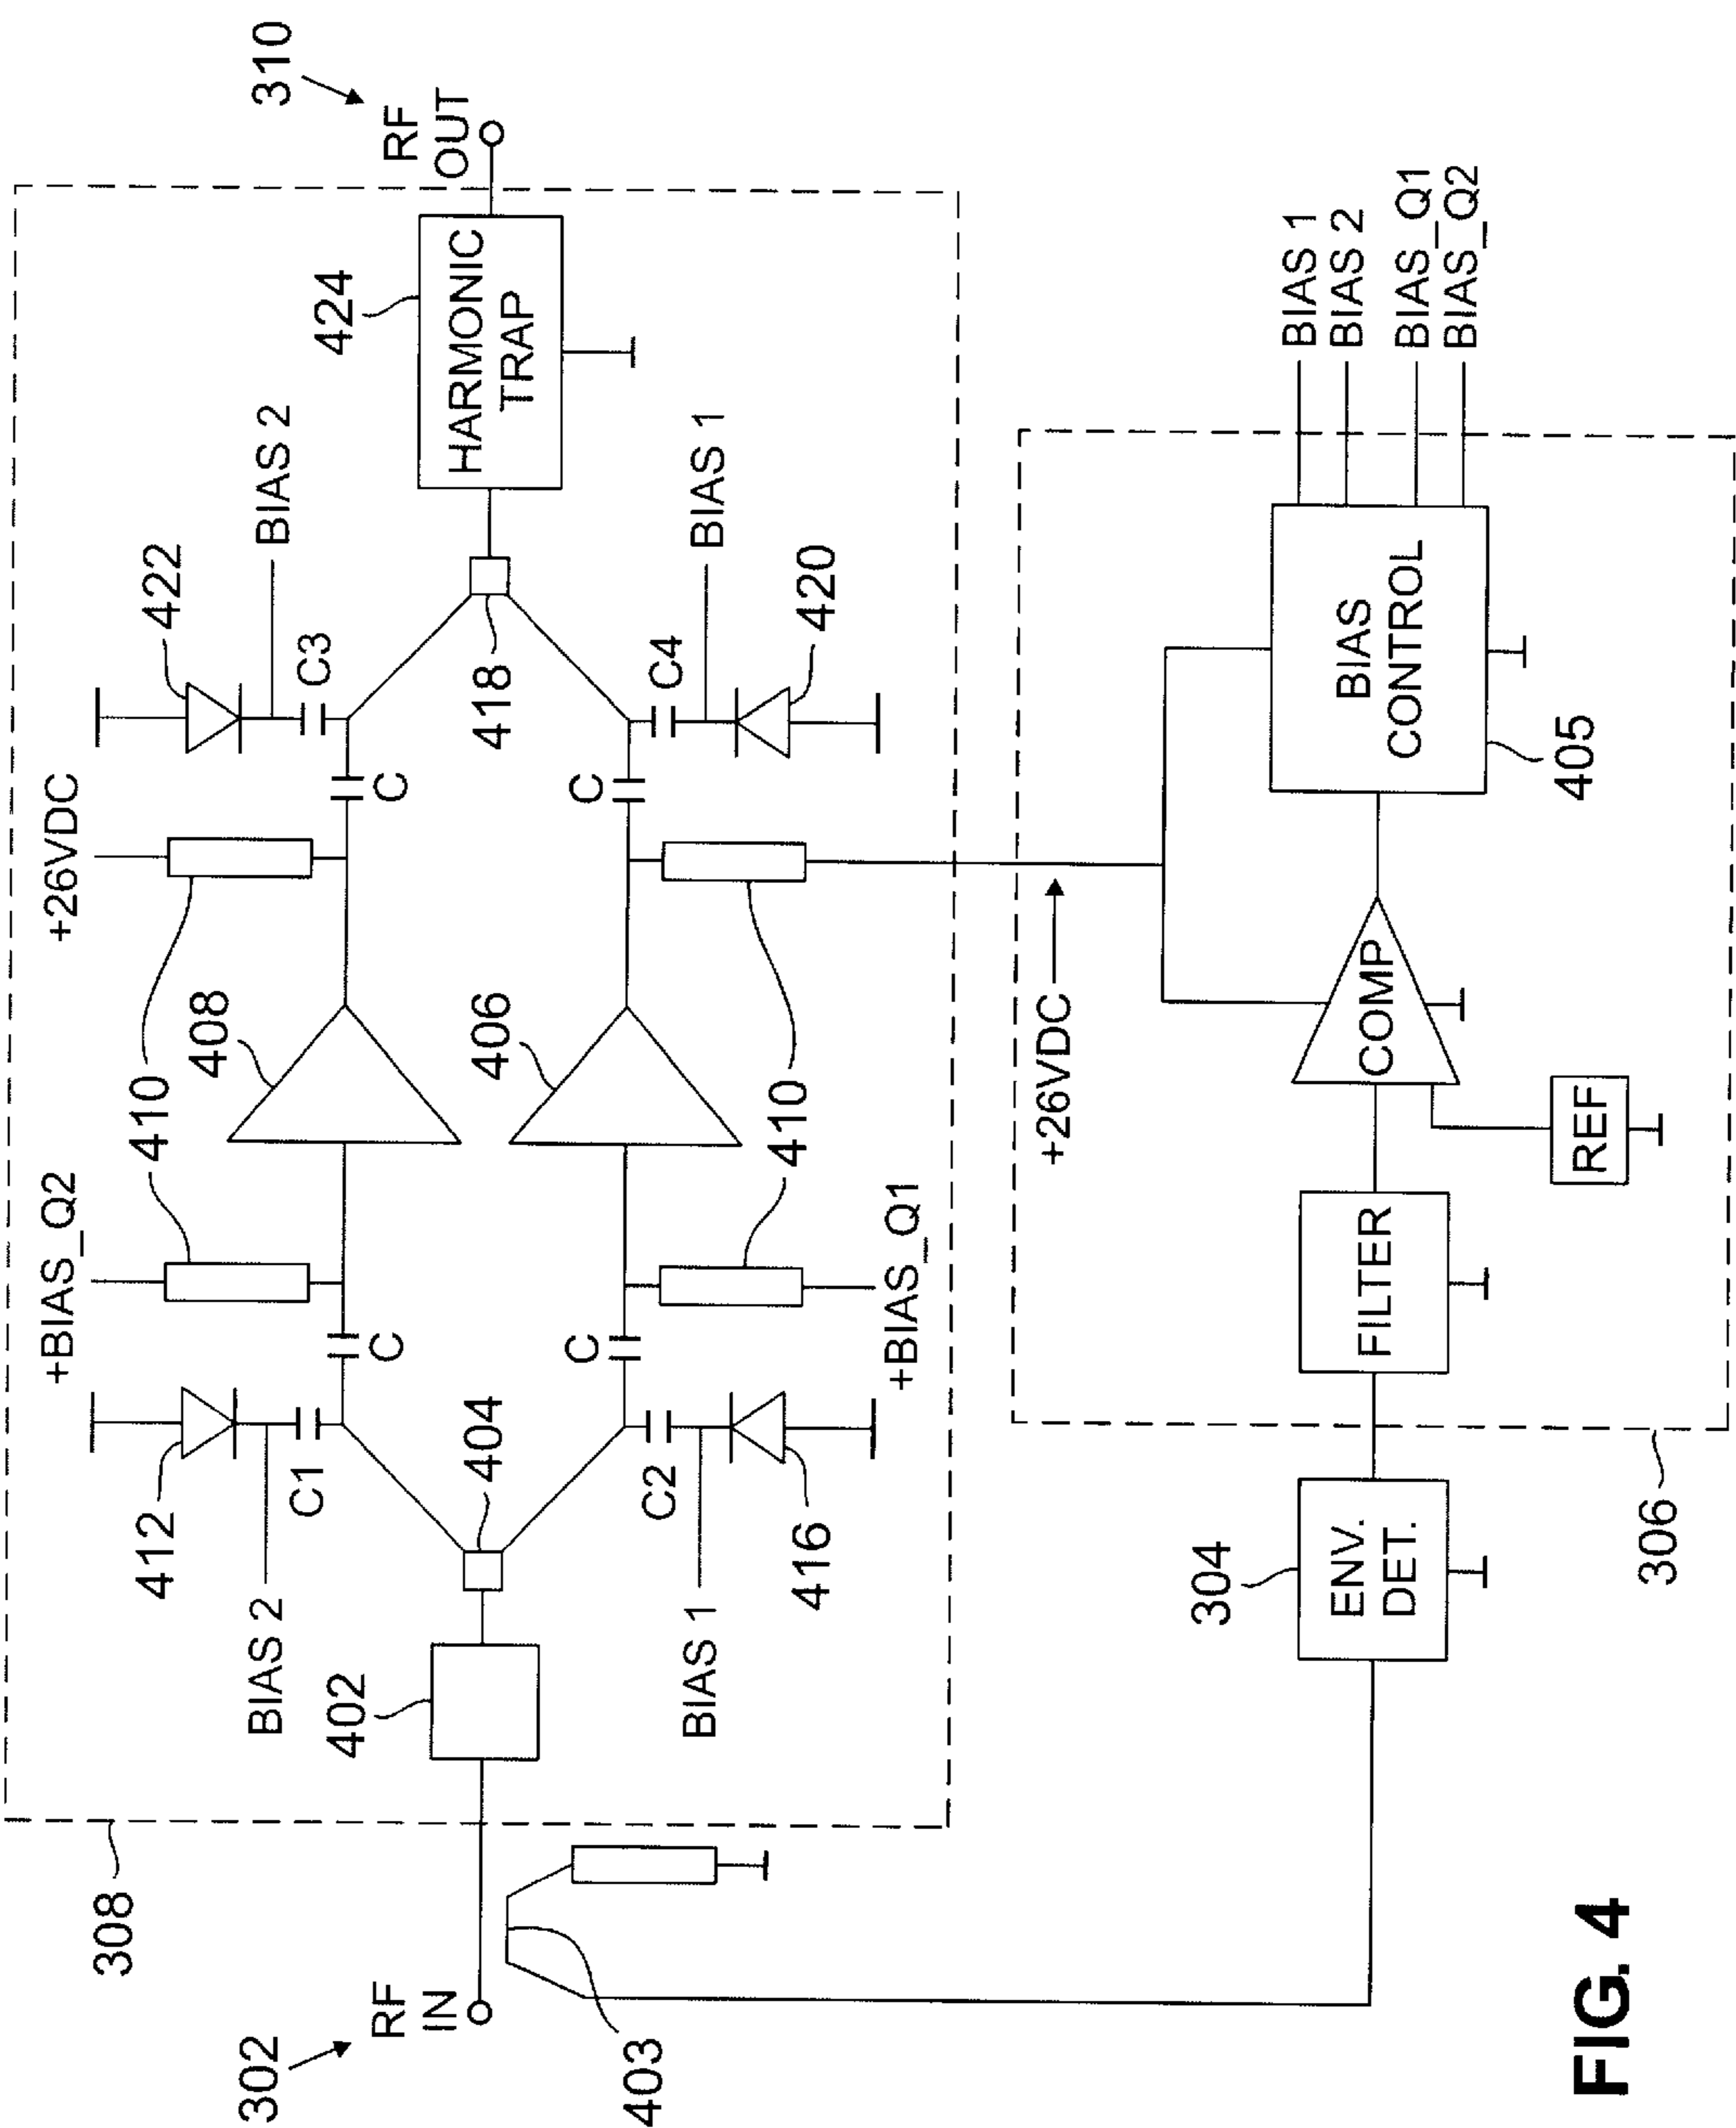 308
+BIAS_Q2
410
+26VDC
412
408
422
BIAS 2
C1
C
C
C3
BIAS 2
310
302
RF
IN
402
404
418
424
HARMONIC
TRAP
RF
OUT
403
BIAS 1
C2
C
406
C
C4
BIAS 1
416
410
420
+BIAS_Q1
+26VDC
304
ENV.
DET.
FILTER
COMP
BIAS
CONTROL
BIAS 1
BIAS 2
BIAS_Q1
BIAS_Q2
REF
405
306
FIG. 4